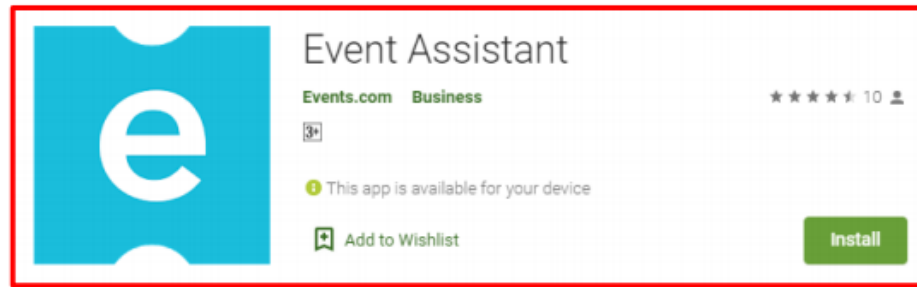 e
Event Assistant
Events.com Business
10
3+
This app is available for your device
Add to Wishlist
Install